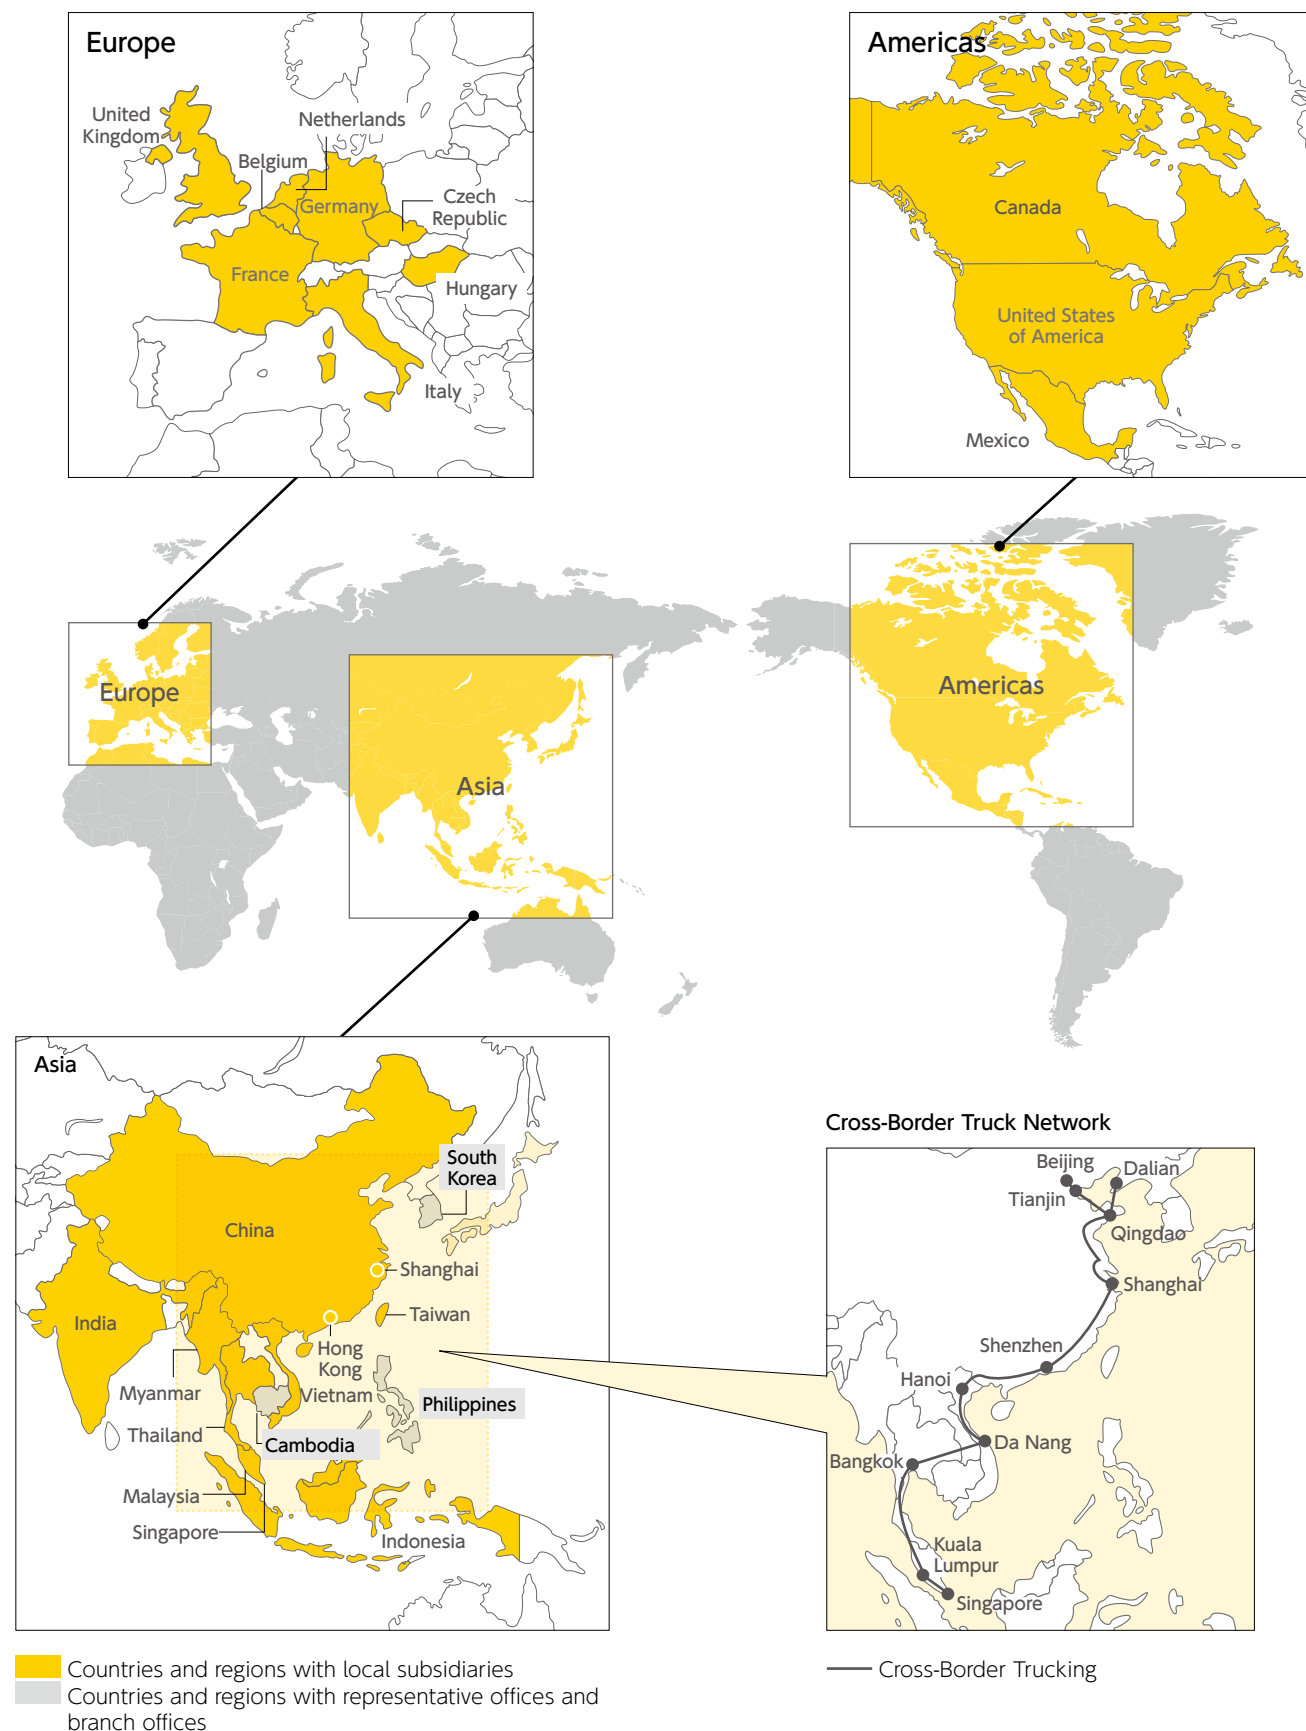 Europe
United
Kingdom
Netherlands
Belgium
Germany
Czech
Republic
France
Hungary
Italy
Americas
Canada
United States
of America
Mexico
Europe
Asia
Americas
Asia
South
Korea
China
Shanghai
India
Taiwan
Hong
Kong
Myanmar
Vietnam
Philippines
Thailand
Cambodia
Malaysia
Singapore
Indonesia
Cross-Border Truck Network
Beijing
Dalian
Tianjin
Qingdao
Shanghai
Shenzhen
Hanoi
Da Nang
Bangkok
Kuala
Lumpur
Singapore
Countries and regions with local subsidiaries
Countries and regions with representative offices and
branch offices
Cross-Border Trucking